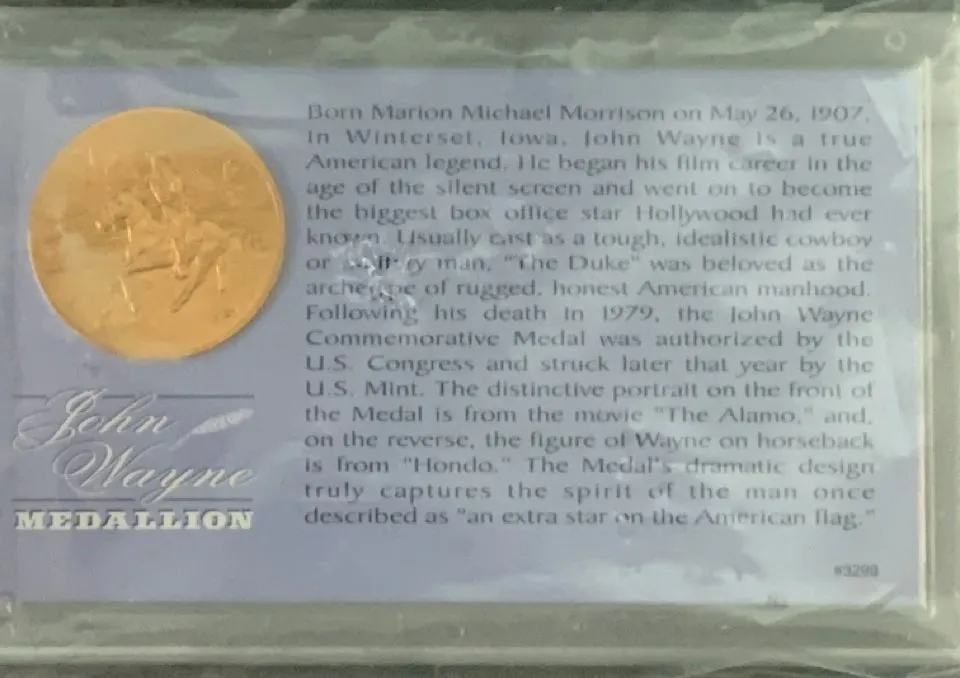 Born Marion Michael Morrison on May 26, 1907,
in Winterset, Iowa, John Wayne is a true
American legend. He began his film career in the
age of the silent screen and went on to become
the biggest box office star Hollywood had ever
known. Usually cast as a tough, idealistic cowboy
or military man, "The Duke" was beloved as the
archetype of rugged, honest American manhood.
Following his death in 1979, the John Wayne
Commemorative Medal was authorized by the
U.S. Congress and struck later that year by the
U.S. Mint. The distinctive portrait on the front of
the Medal is from the movie "The Alamo," and,
on the reverse, the figure of Wayne on horseback
is from "Hondo." The Medal's dramatic design
truly captures the spirit of the man once
described as "an extra star on the American flag."
John
Wayne
MEDALLION
#3299